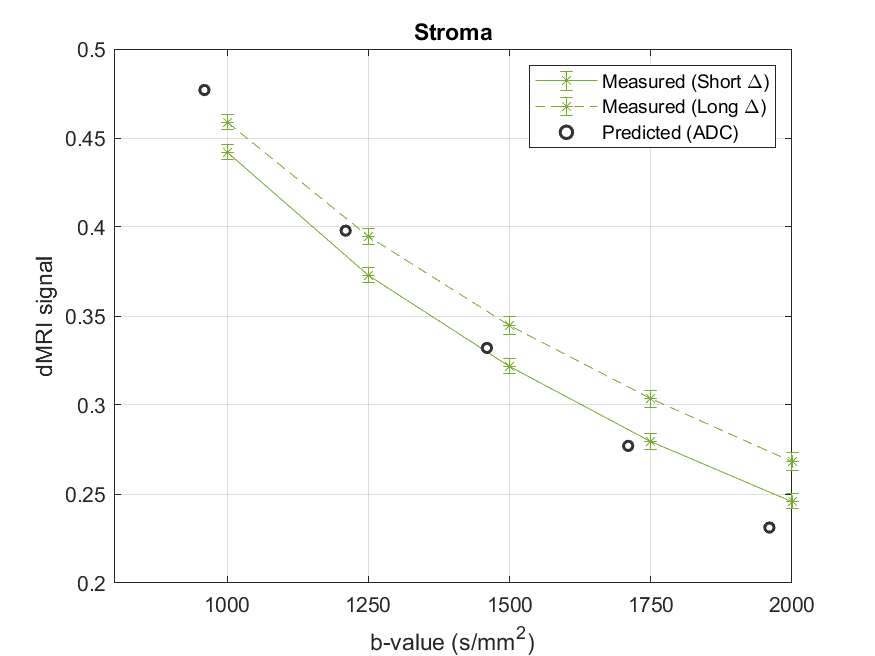 Stroma
Measured (Short Δ)
Measured (Long Δ)
Predicted (ADC)
dMRI signal
0.5
0.45
0.4
0.35
0.3
0.25
0.2
1000 1250 1500 1750 2000
b-value (s/mm²)